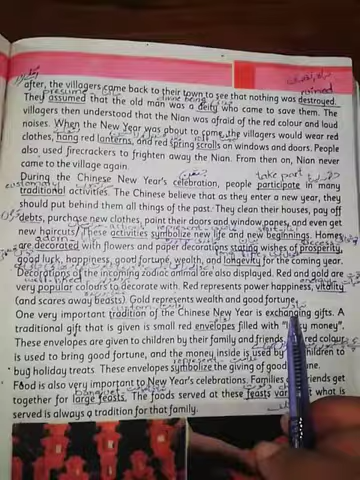 after, the villagers came back to their town to see that nothing was destroyed.
They assumed that the old man was a deity who came to save them. The
villagers then understood that the Nian was afraid of the red colour and loud
noises. When the New Year was about to come, the villagers would wear red
clothes, hang red lanterns, and red spring scrolls on windows and doors. People
also used firecrackers to frighten away the Nian. From then on, Nian never
came to the village again.
During the Chinese New Year's celebration, people participate in many
traditional activities. The Chinese believe that as they enter a new year, they
should put behind them all things of the past. They clean their houses, pay off
debts, purchase new clothes, paint their doors and window panes, and even get
new haircuts. These activities symbolize new life and new beginnings. Homes
are decorated with flowers and paper decorations stating wishes of prosperity,
good luck, happiness, good fortune, wealth, and longevity for the coming year.
Decorations of the incoming zodiac animal are also displayed. Red and gold are
very popular colours to decorate with. Red represents power happiness, vitality
(and scares away beasts). Gold represents wealth and good fortune.
One very important tradition of the Chinese New Year is exchanging gifts. A
traditional gift that is given is small red envelopes filled with "lucky money".
These envelopes are given to children by their family and friends. red colour
is used to bring good fortune, and the money inside is used by children to
buy holiday treats. These envelopes symbolize the giving of good fortune.
Food is also very important to New Year's celebrations. Families friends get
together for large feasts. The foods served at these feasts what is
served is always a tradition for that family.